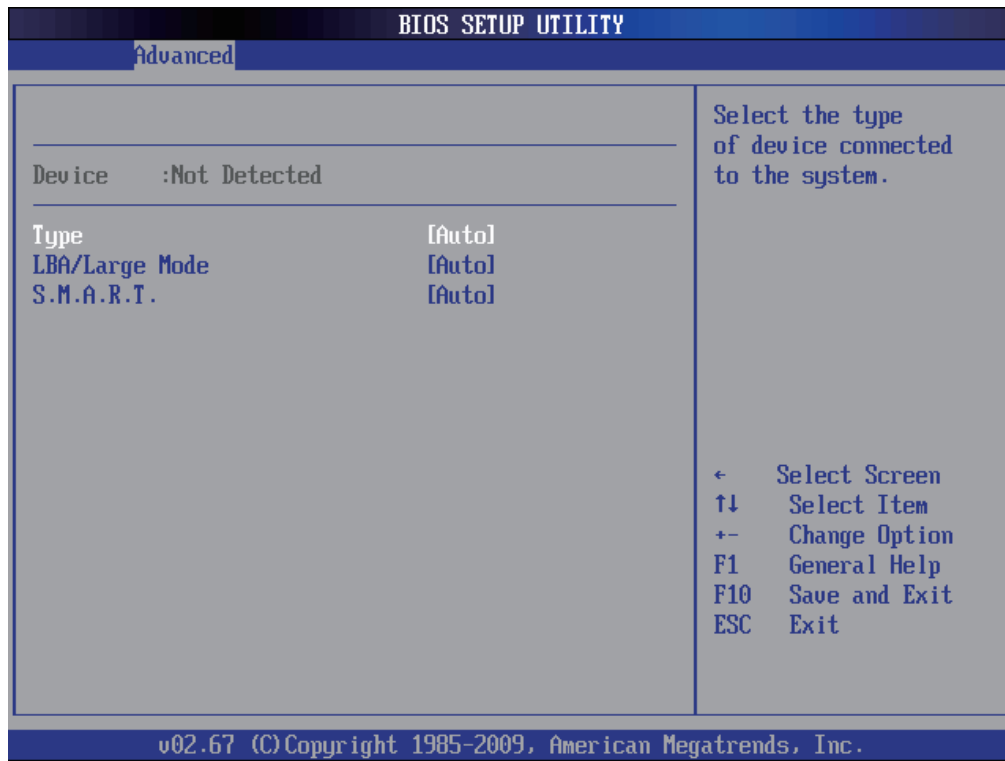 BIOS SETUP UTILITY
Advanced
Device :Not Detected
Type [Auto]
LBA/Large Mode [Auto]
S.M.A.R.T. [Auto]
Select the type
of device connected
to the system.
← Select Screen
↑↓ Select Item
+- Change Option
F1 General Help
F10 Save and Exit
ESC Exit
v02.67 (C)Copyright 1985-2009, American Megatrends, Inc.